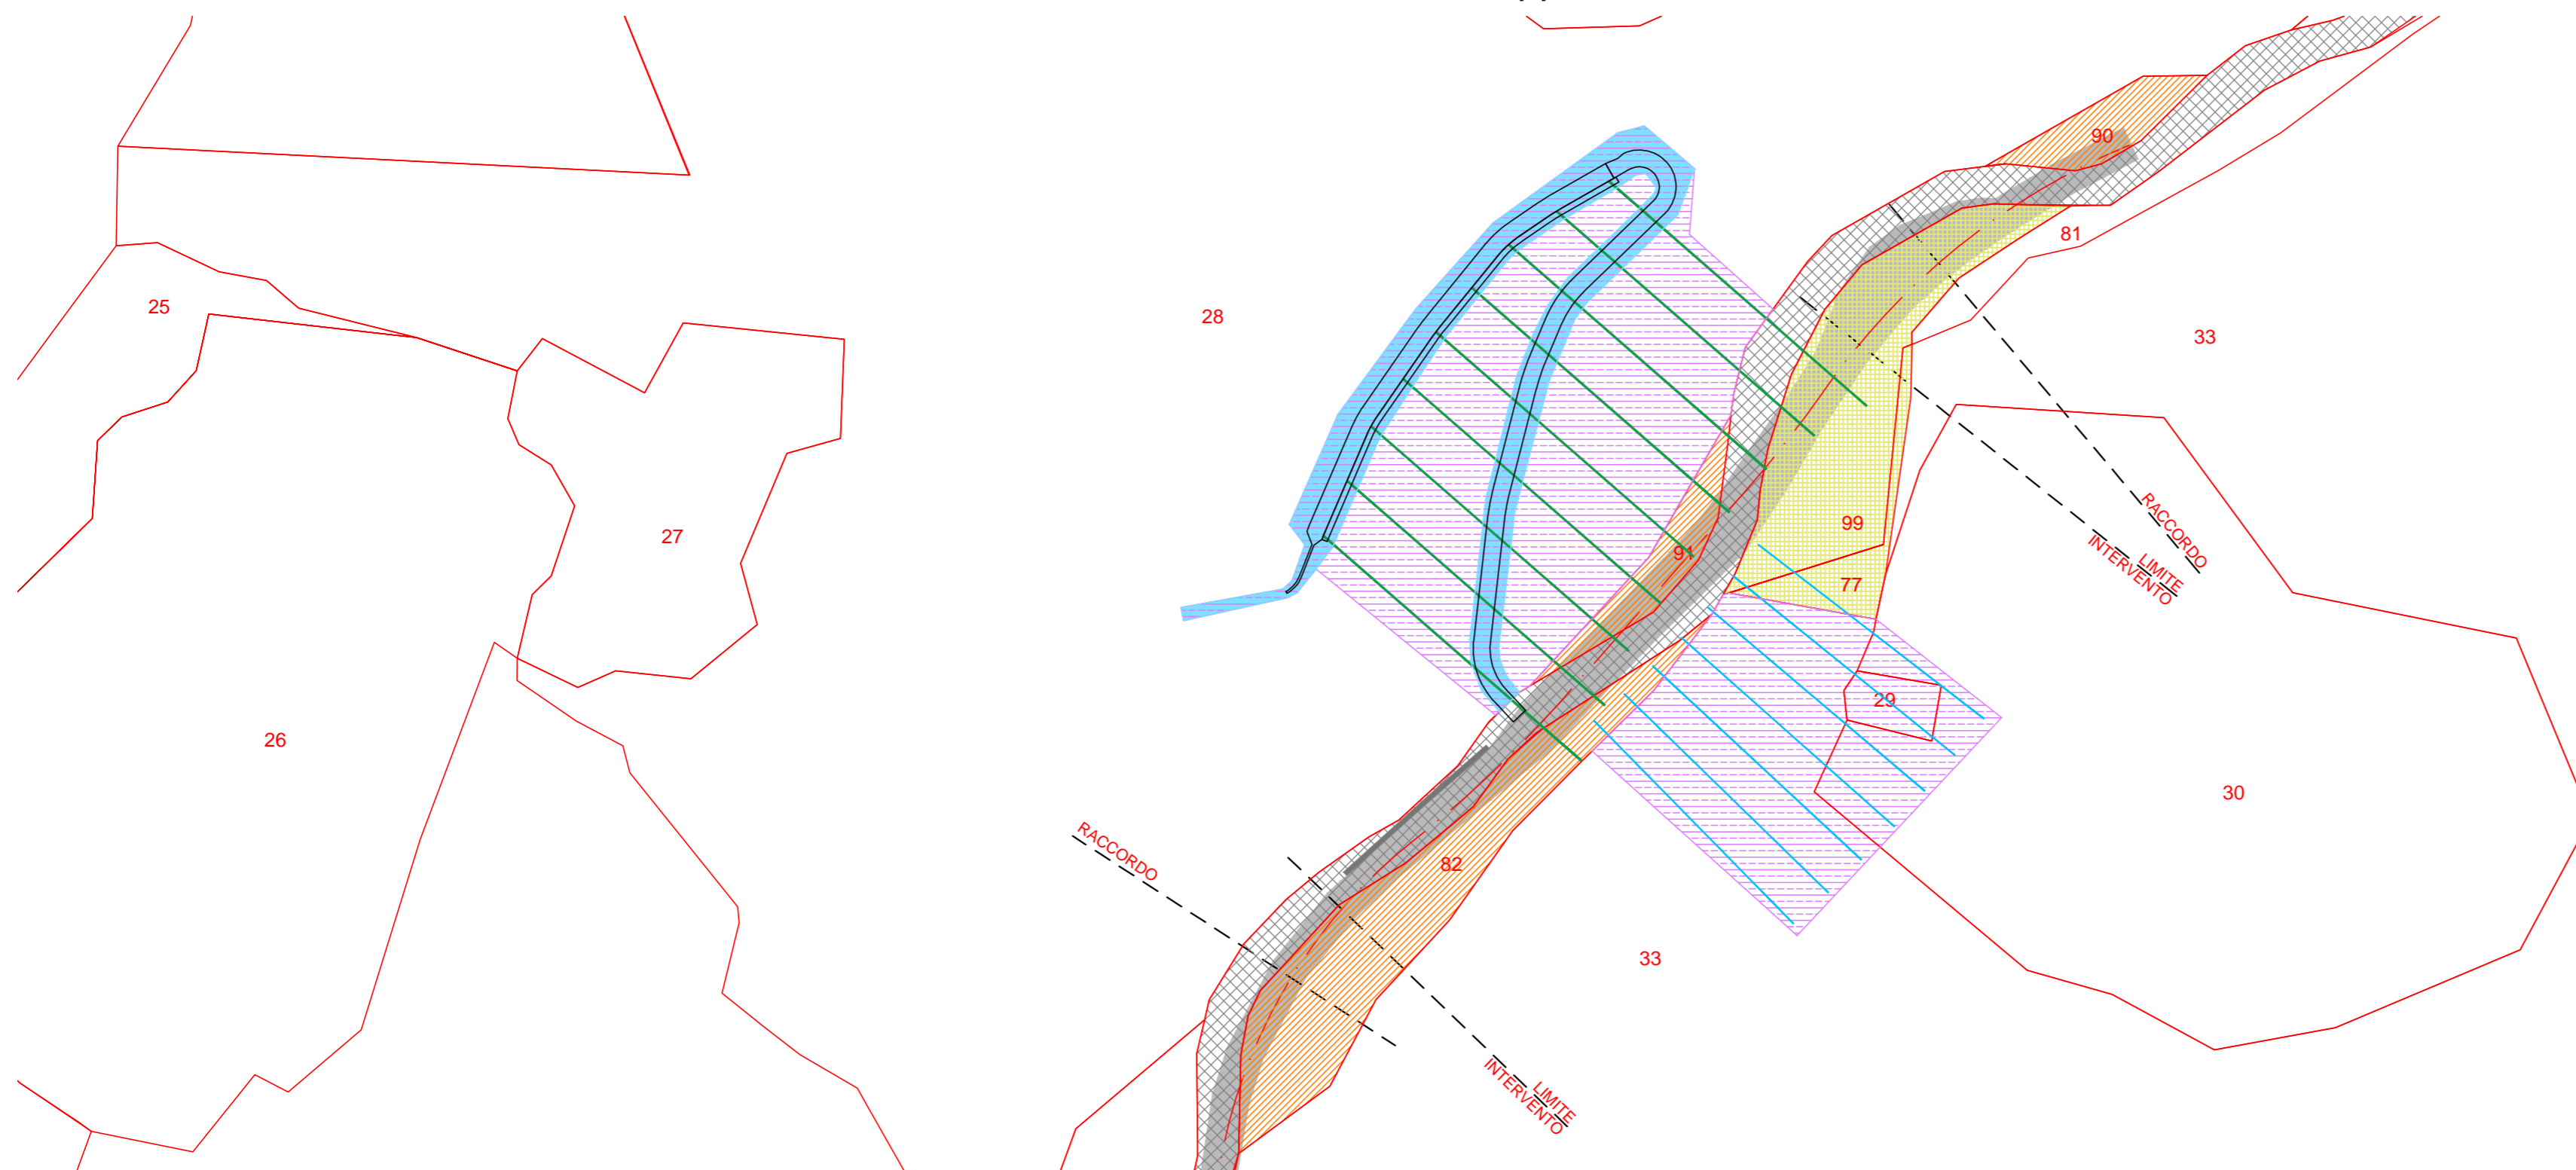 90
81
25
28
33
27
99
91
77
RACCORDO
LIMITE
INTERVENTO
29
26
30
RACCORDO
82
33
LIMITE
INTERVENTO